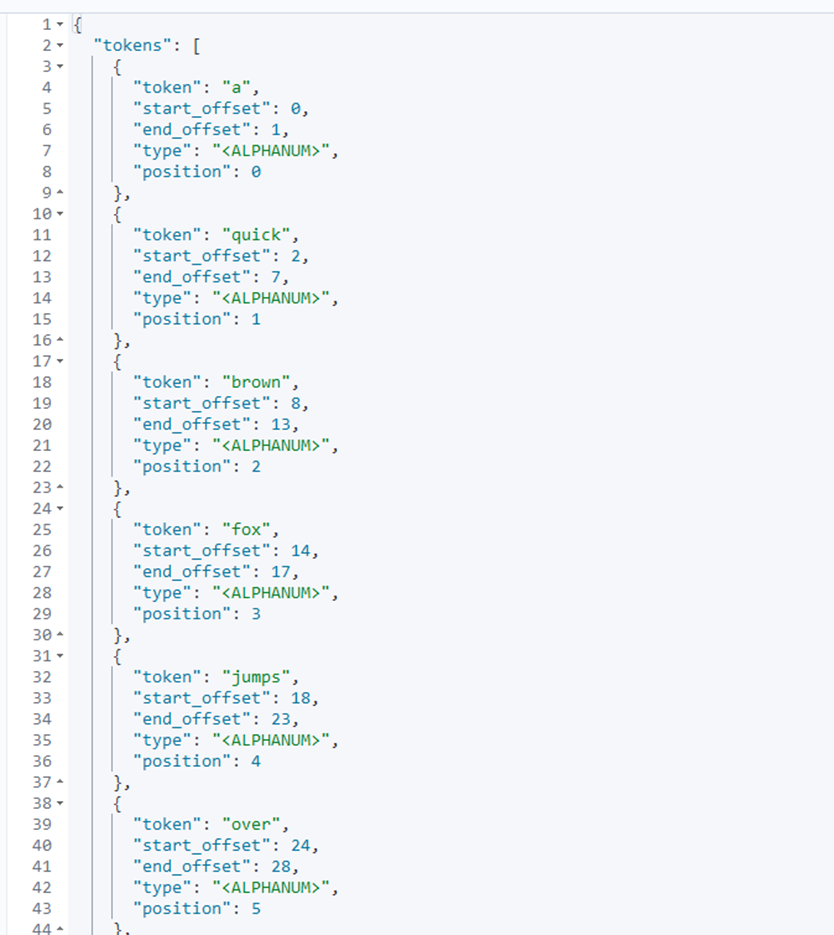 1 {
2 "tokens": [
3 {
4 "token": "a",
5 "start_offset": 0,
6 "end_offset": 1,
7 "type": "<ALPHANUM>",
8 "position": 0
9 },
10 {
11 "token": "quick",
12 "start_offset": 2,
13 "end_offset": 7,
14 "type": "<ALPHANUM>",
15 "position": 1
16 },
17 {
18 "token": "brown",
19 "start_offset": 8,
20 "end_offset": 13,
21 "type": "<ALPHANUM>",
22 "position": 2
23 },
24 {
25 "token": "fox",
26 "start_offset": 14,
27 "end_offset": 17,
28 "type": "<ALPHANUM>",
29 "position": 3
30 },
31 {
32 "token": "jumps",
33 "start_offset": 18,
34 "end_offset": 23,
35 "type": "<ALPHANUM>",
36 "position": 4
37 },
38 {
39 "token": "over",
40 "start_offset": 24,
41 "end_offset": 28,
42 "type": "<ALPHANUM>",
43 "position": 5
44 },